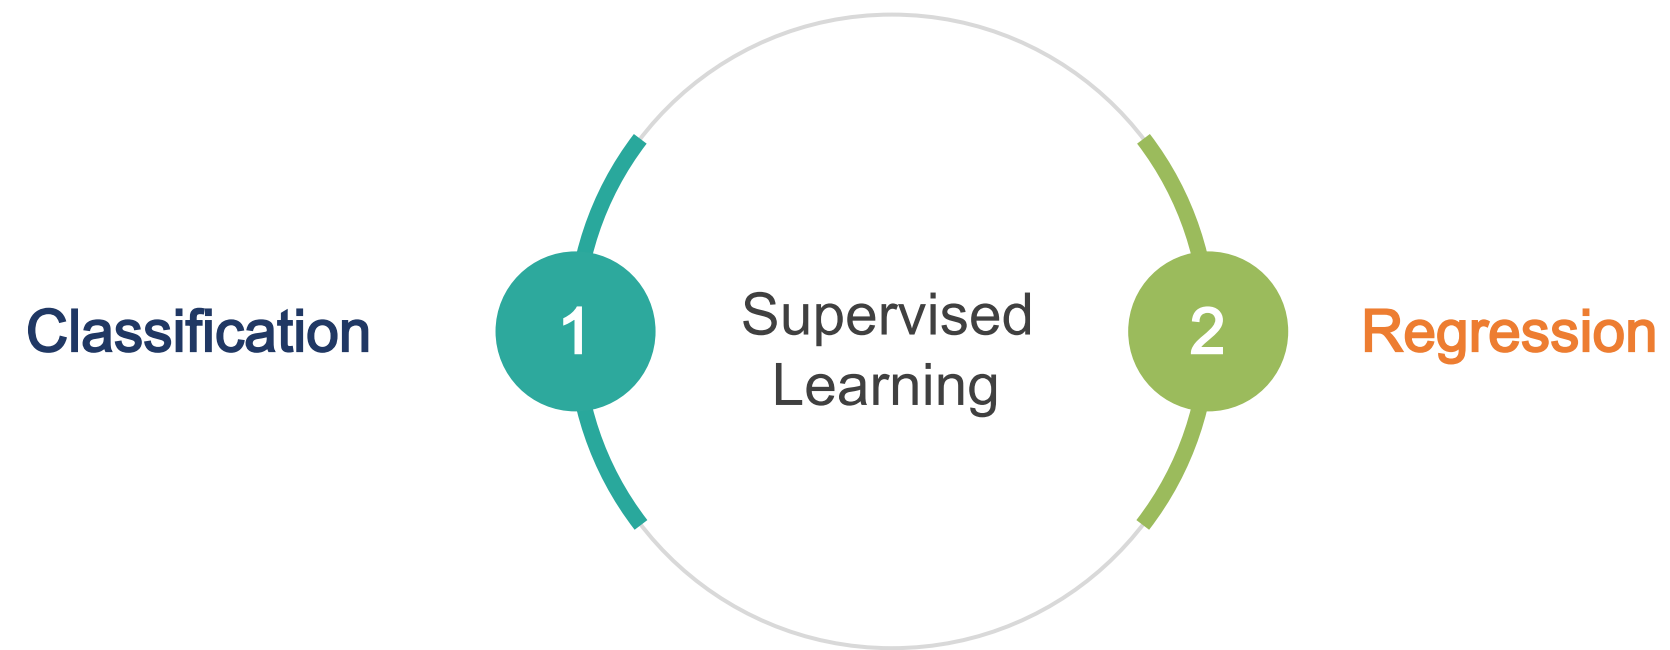 Classification
1
Supervised
Learning
2
Regression